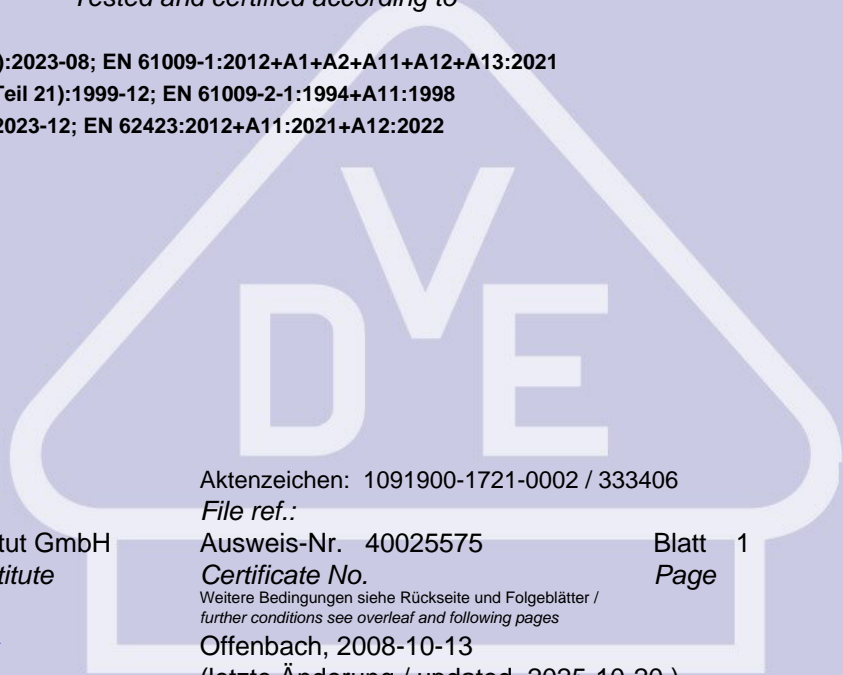 Tested and certified according to
):2023-08; EN 61009-1:2012+A1+A2+A11+A12+A13:2021
Teil 21):1999-12; EN 61009-2-1:1994+A11:1998
2023-12; EN 62423:2012+A11:2021+A12:2022
VDE
Aktenzeichen: 1091900-1721-0002 / 333406
File ref.:
tut GmbH Ausweis-Nr. 40025575 Blatt 1
titute Certificate No. Page
Weitere Bedingungen siehe Rückseite und Folgeblätter /
further conditions see overleaf and following pages
Offenbach, 2008-10-13
(letzte Änderung / updated 2025-10-20 )